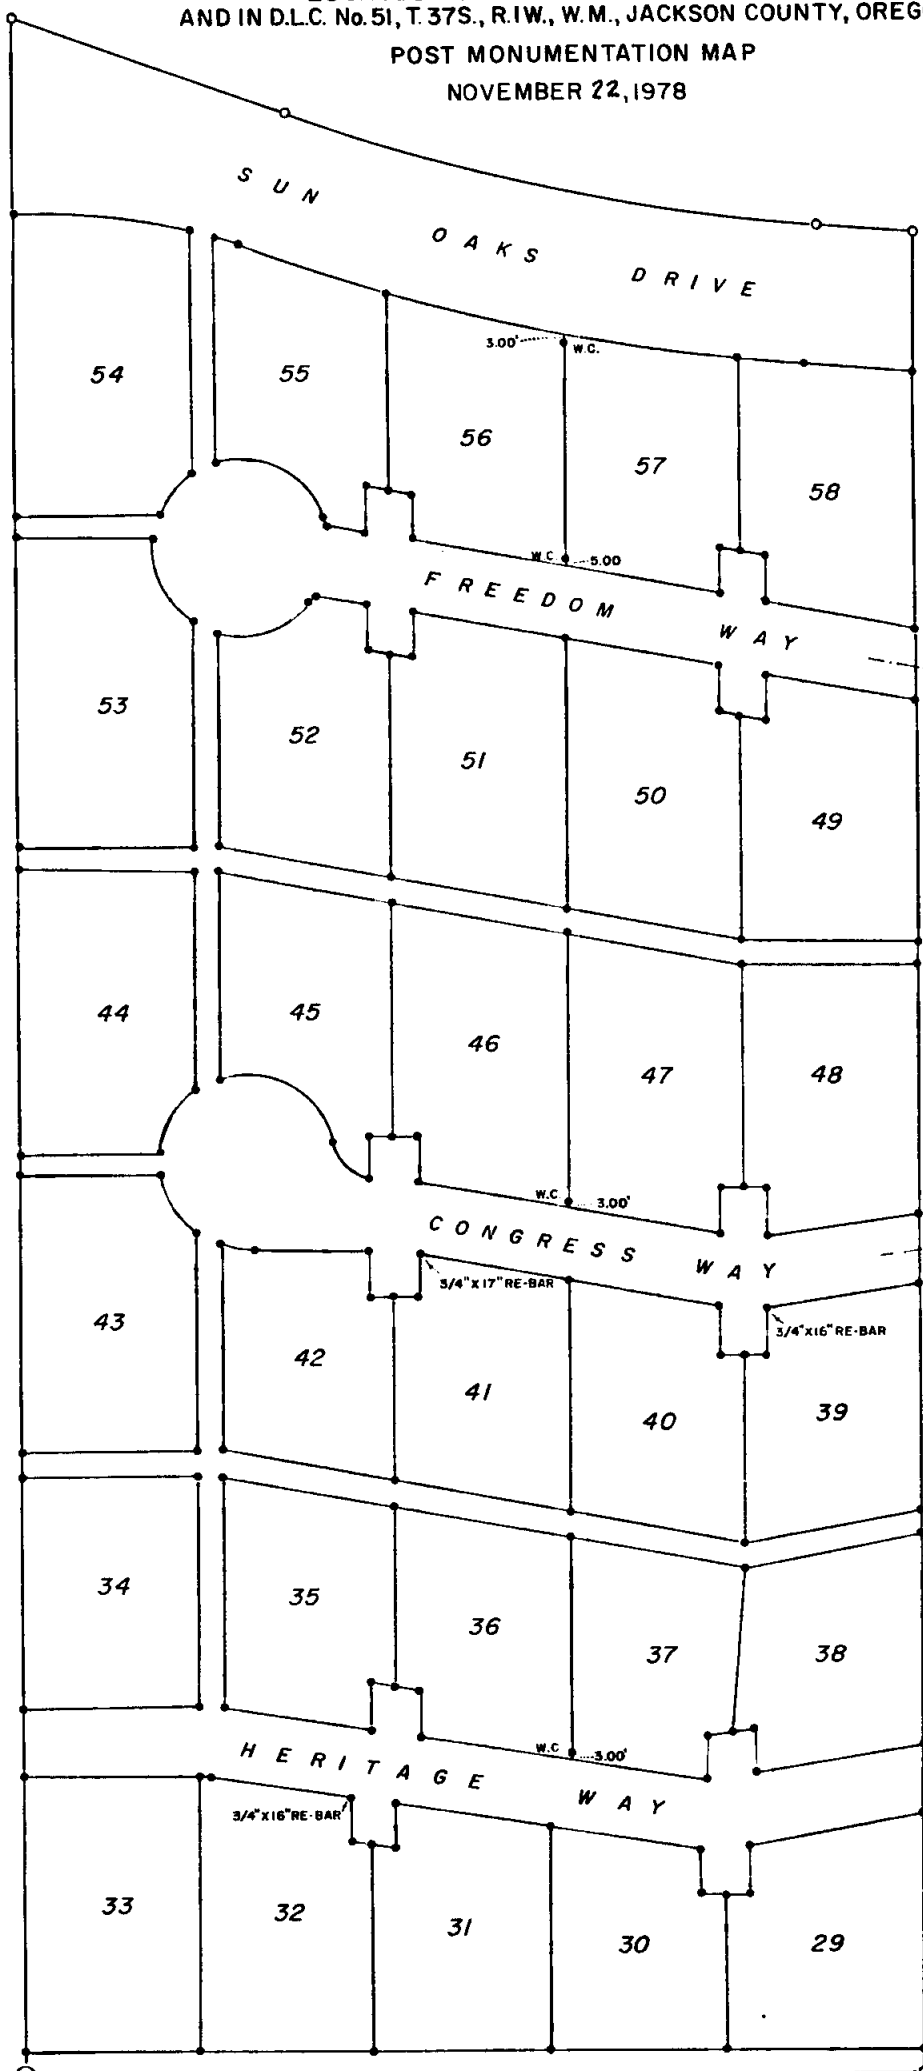 AND IN D.L.C. No. 51, T. 37S., R.1W., W.M., JACKSON COUNTY, OREG
POST MONUMENTATION MAP
NOVEMBER 22, 1978
SUN OAKS DRIVE
3.00'
W.C.
54
55
56
57
58
W.C. 5.00
FREEDOM WAY
53
52
51
50
49
44
45
46
47
48
W.C. 3.00'
CONGRESS WAY
3/4"X17" RE-BAR
3/4"X16" RE-BAR
43
42
41
40
39
34
35
36
37
38
W.C 3.00'
HERITAGE WAY
3/4"X16" RE-BAR
33
32
31
30
29